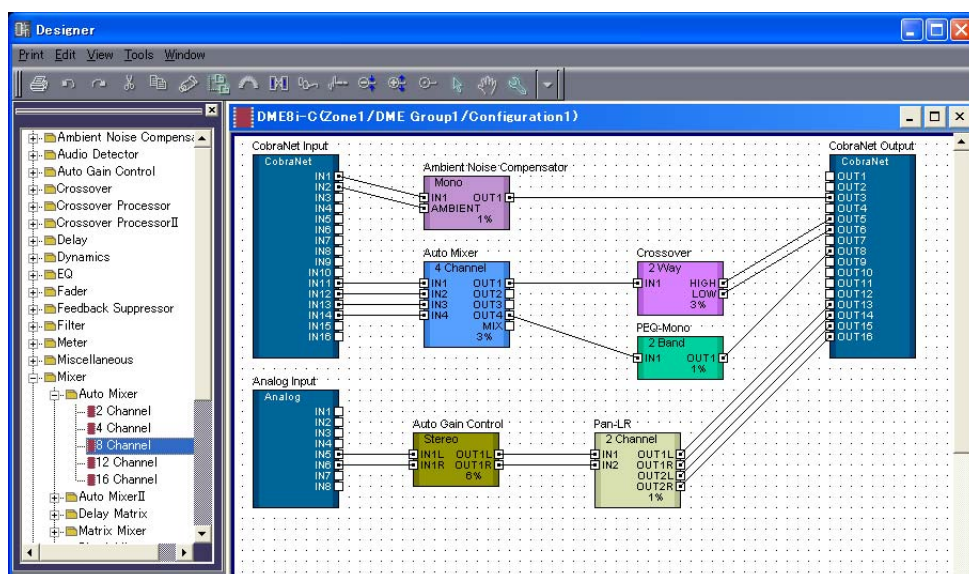 Designer
Print Edit View Tools Window
Ambient Noise Compensa
Audio Detector
Auto Gain Control
Crossover
Crossover Processor
Crossover ProcessorII
Delay
Dynamics
EQ
Fader
Feedback Suppressor
Filter
Meter
Miscellaneous
Mixer
Auto Mixer
2 Channel
4 Channel
8 Channel
12 Channel
16 Channel
Auto MixerII
Delay Matrix
Matrix Mixer
DME8i-C(Zone1/DME Group1/Configuration1)
CobraNet Input
CobraNet
IN1
IN2
IN3
IN4
IN5
IN6
IN7
IN8
IN9
IN10
IN11
IN12
IN13
IN14
IN15
IN16
Ambient Noise Compensator
Mono
IN1 OUT1
AMBIENT
1%
Auto Mixer
4 Channel
IN1 OUT1
IN2 OUT2
IN3 OUT3
IN4 OUT4
MIX
3%
Crossover
2 Way
IN1 HIGH
LOW
3%
PEQ-Mono
2 Band
IN1 OUT1
1%
Analog Input
Analog
IN1
IN2
IN3
IN4
IN5
IN6
IN7
IN8
Auto Gain Control
Stereo
IN1L OUT1L
IN1R OUT1R
6%
Pan-LR
2 Channel
IN1 OUT1L
IN2 OUT1R
OUT2L
OUT2R
1%
CobraNet Output
CobraNet
OUT1
OUT2
OUT3
OUT4
OUT5
OUT6
OUT7
OUT8
OUT9
OUT10
OUT11
OUT12
OUT13
OUT14
OUT15
OUT16